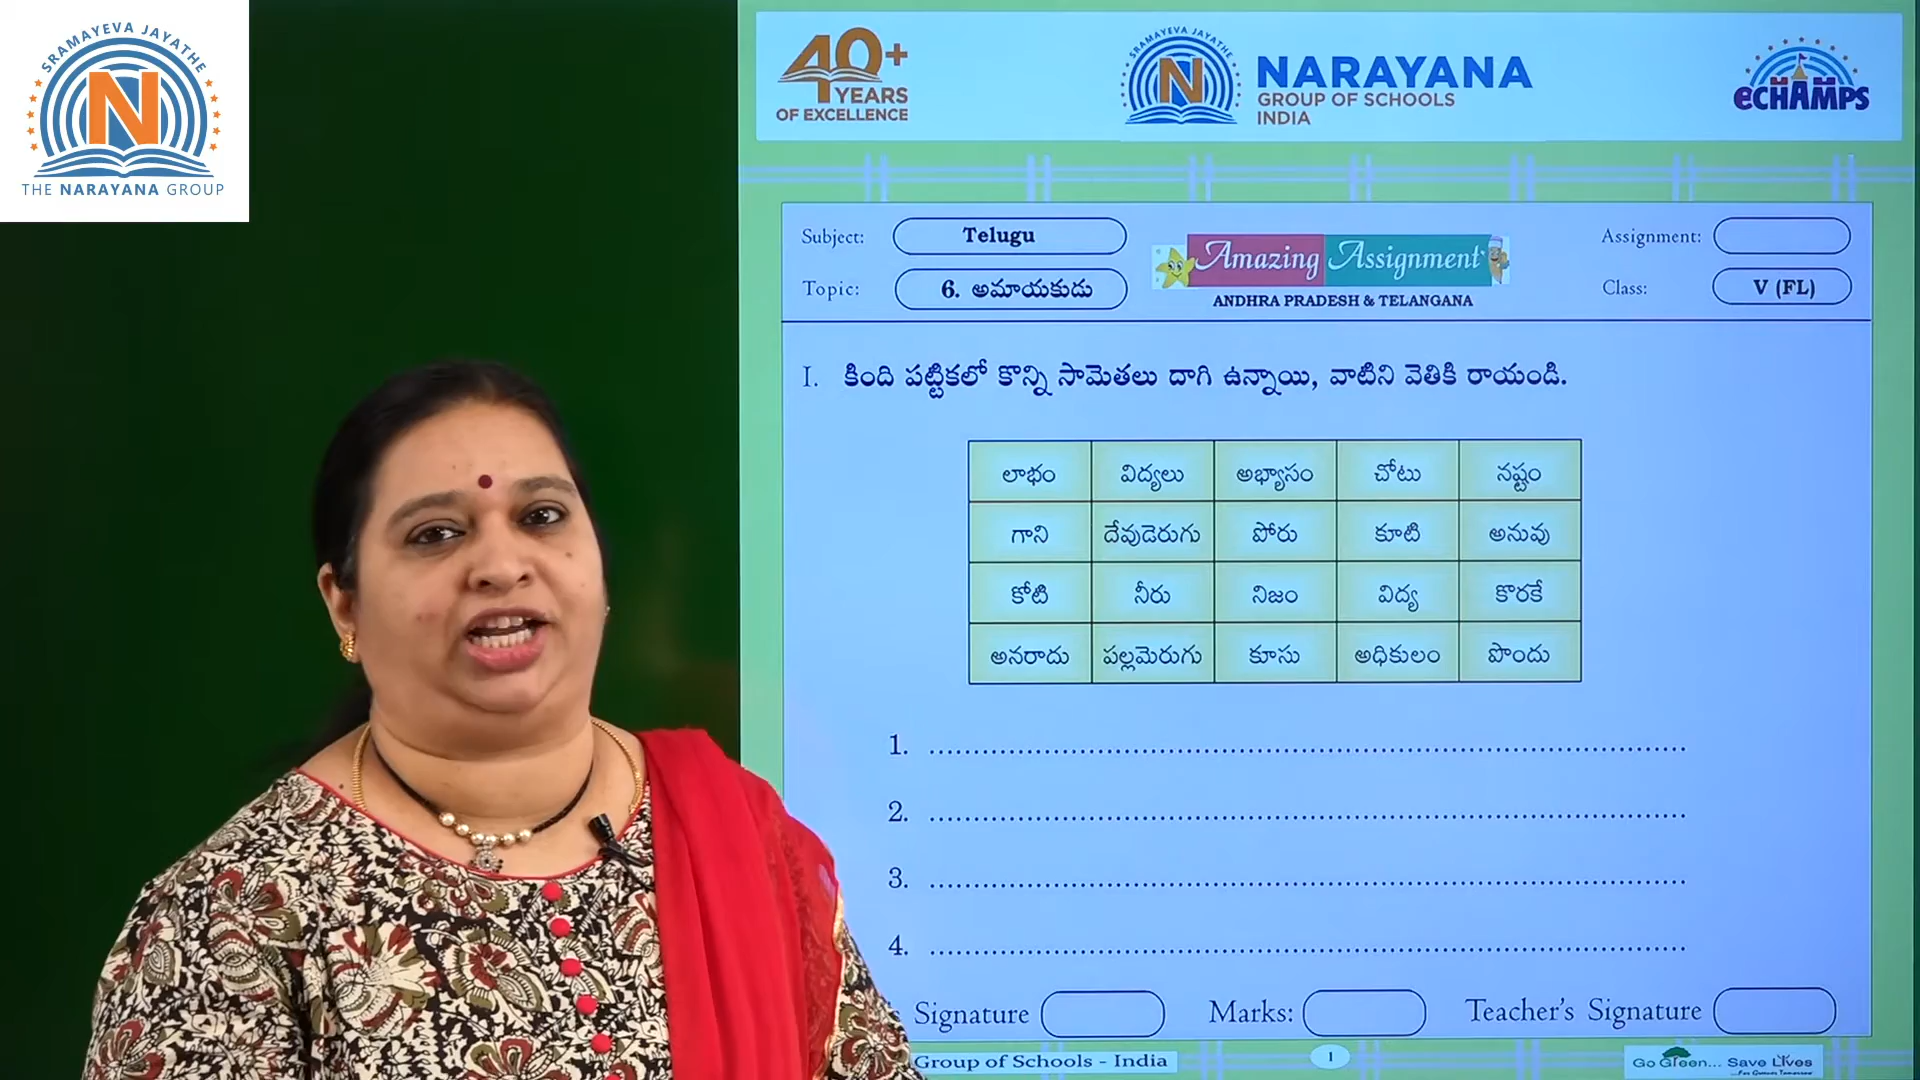 SRAMAYEVA JAYATHE
N
THE NARAYANA GROUP
40+
YEARS
OF EXCELLENCE
SRAMAYEVA JAYATHE
N
NARAYANA
GROUP OF SCHOOLS
INDIA
eCHAMPS
Subject: Telugu
Topic: 6. అమాయకుడు
Amazing Assignment
ANDHRA PRADESH & TELANGANA
Assignment:
Class: V (FL)
I. కింది పట్టికలో కొన్ని సామెతలు దాగి ఉన్నాయి, వాటిని వెతికి రాయండి.
లాభం విద్యలు అభ్యాసం చోటు నష్టం
గాని దేవుడెరుగు పోరు కూటి అనువు
కోటి నీరు నిజం విద్య కొరకే
అనరాదు పల్లమెరుగు కూసు అధికులం పొందు
1. ........................................................................
2. ........................................................................
3. ........................................................................
4. ........................................................................
Signature Marks: Teacher's Signature
Group of Schools - India
1
Go Green... Save Lives